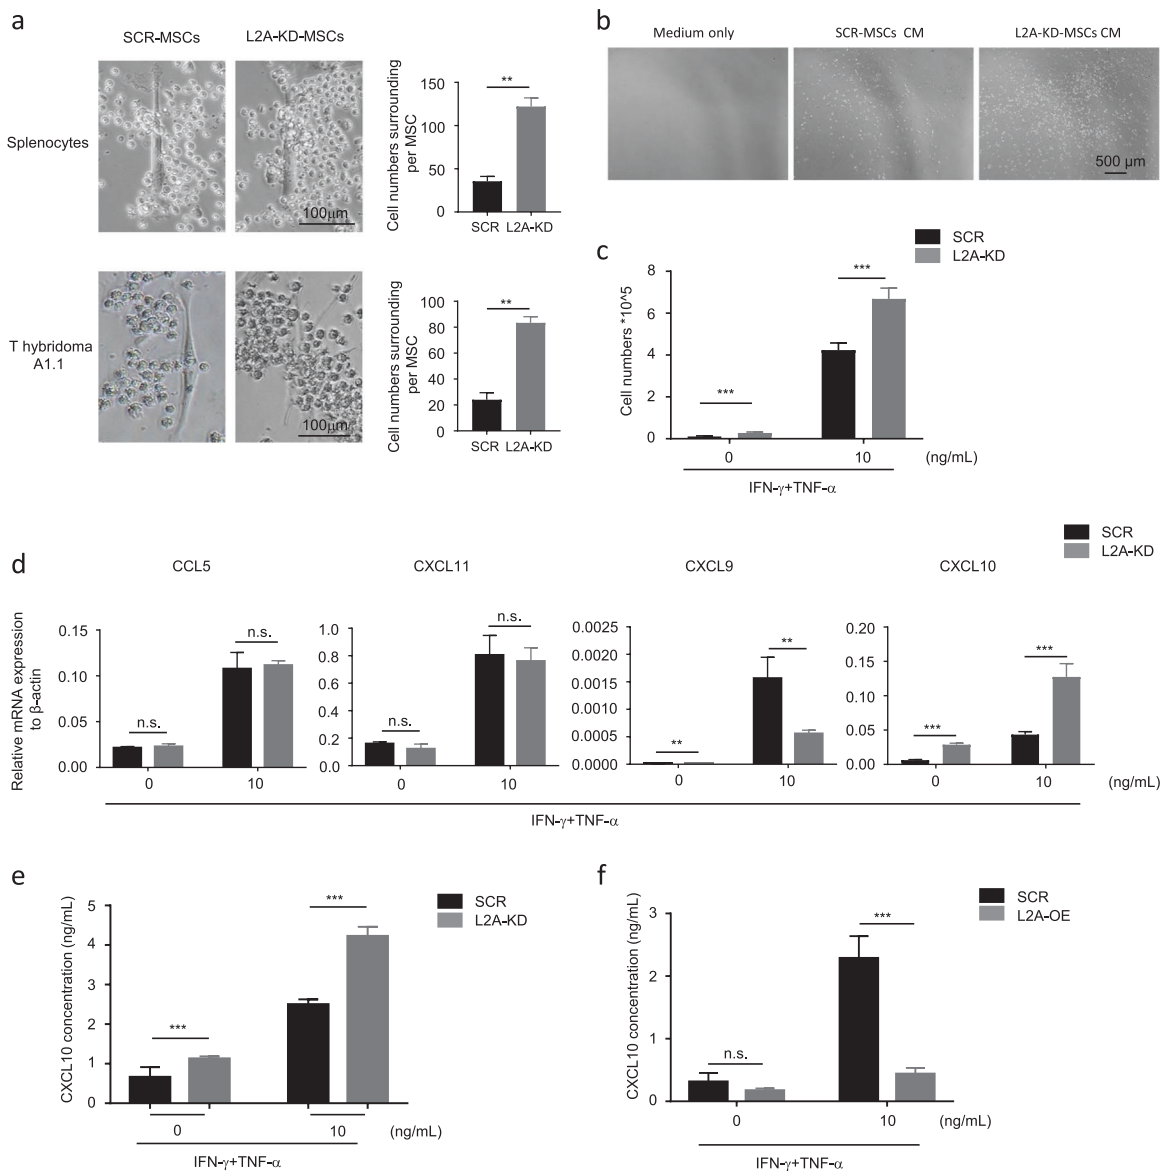 a
SCR-MSCs
L2A-KD-MSCs
Splenocytes
100μm
Cell numbers surrounding
per MSC
150
100
50
0
**
SCR L2A-KD
T hybridoma
A1.1
100μm
Cell numbers surrounding
per MSC
100
80
60
40
20
0
**
SCR L2A-KD
b
Medium only
SCR-MSCs CM
L2A-KD-MSCs CM
500 μm
c
SCR
L2A-KD
Cell numbers *10^5
8
6
4
2
0
***
***
0
10
(ng/mL)
IFN-γ+TNF-α
d
SCR
L2A-KD
Relative mRNA expression
to β-actin
CCL5
0.15
0.10
0.05
0.00
n.s.
n.s.
0
10
CXCL11
1.0
0.8
0.6
0.4
0.2
0.0
n.s.
n.s.
0
10
CXCL9
0.0025
0.0020
0.0015
0.0010
0.0005
0.0000
**
**
0
10
CXCL10
0.20
0.15
0.10
0.05
0.00
***
***
0
10
(ng/mL)
IFN-γ+TNF-α
e
SCR
L2A-KD
CXCL10 concentration (ng/mL)
5
4
3
2
1
0
***
***
0
10
(ng/mL)
IFN-γ+TNF-α
f
SCR
L2A-OE
CXCL10 concentration (ng/mL)
3
2
1
0
n.s.
***
0
10
(ng/mL)
IFN-γ+TNF-α